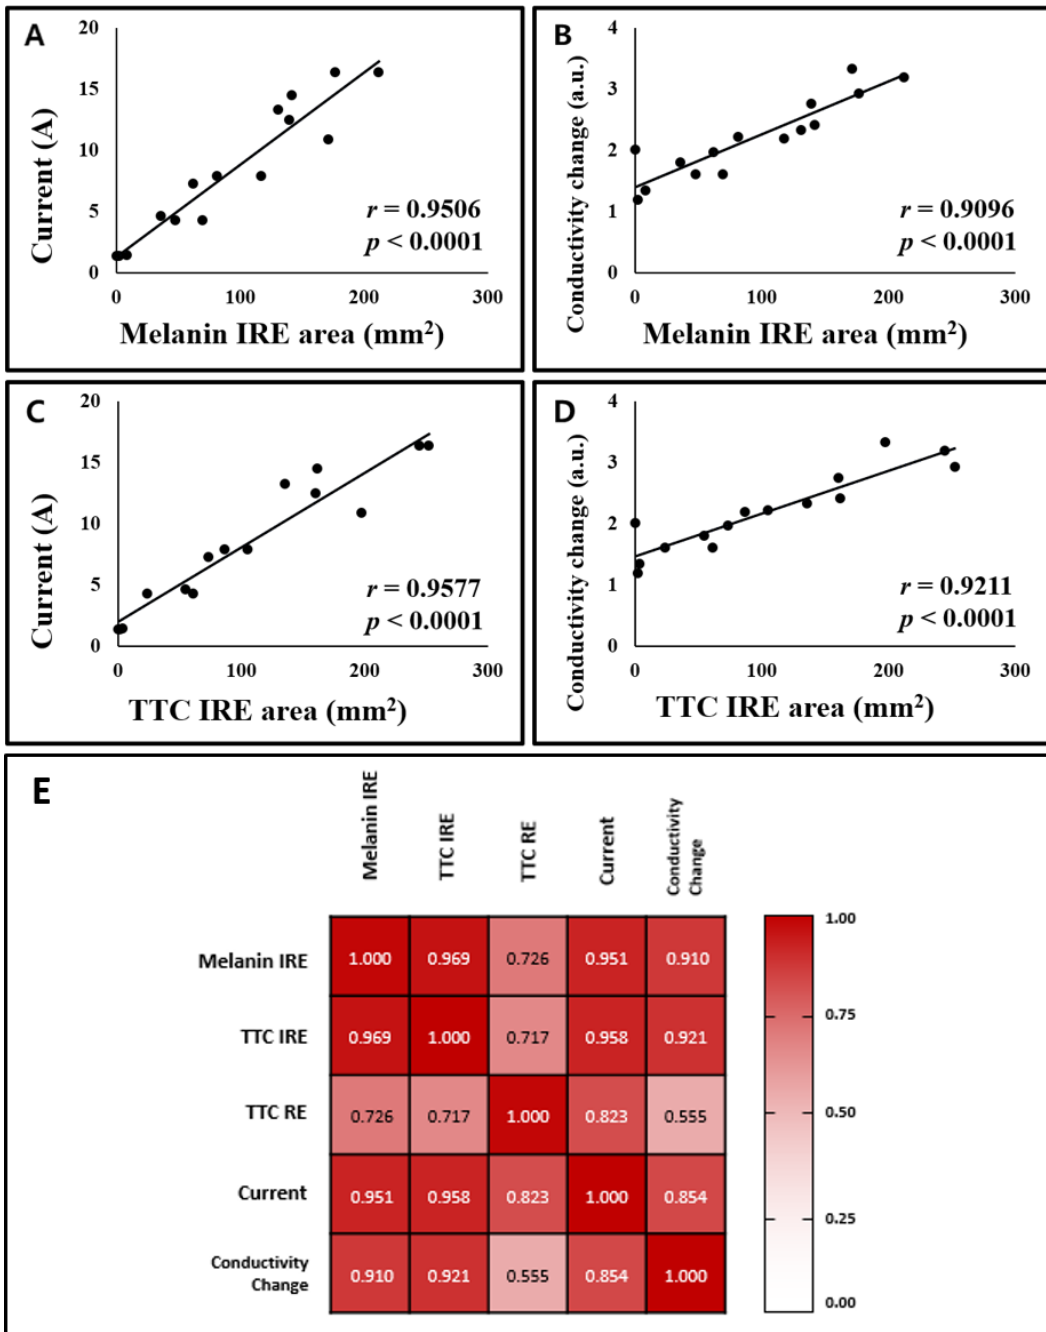 A
20
15
10
5
0
Current (A)
r = 0.9506
p < 0.0001
0 100 200 300
Melanin IRE area (mm²)
B
4
3
2
1
0
Conductivity change (a.u.)
r = 0.9096
p < 0.0001
0 100 200 300
Melanin IRE area (mm²)
C
20
15
10
5
0
Current (A)
r = 0.9577
p < 0.0001
0 100 200 300
TTC IRE area (mm²)
D
4
3
2
1
0
Conductivity change (a.u.)
r = 0.9211
p < 0.0001
0 100 200 300
TTC IRE area (mm²)
E
Melanin IRE
TTC IRE
TTC RE
Current
Conductivity
Change
Melanin IRE 1.000 0.969 0.726 0.951 0.910
TTC IRE 0.969 1.000 0.717 0.958 0.921
TTC RE 0.726 0.717 1.000 0.823 0.555
Current 0.951 0.958 0.823 1.000 0.854
Conductivity
Change 0.910 0.921 0.555 0.854 1.000
1.00
0.75
0.50
0.25
0.00